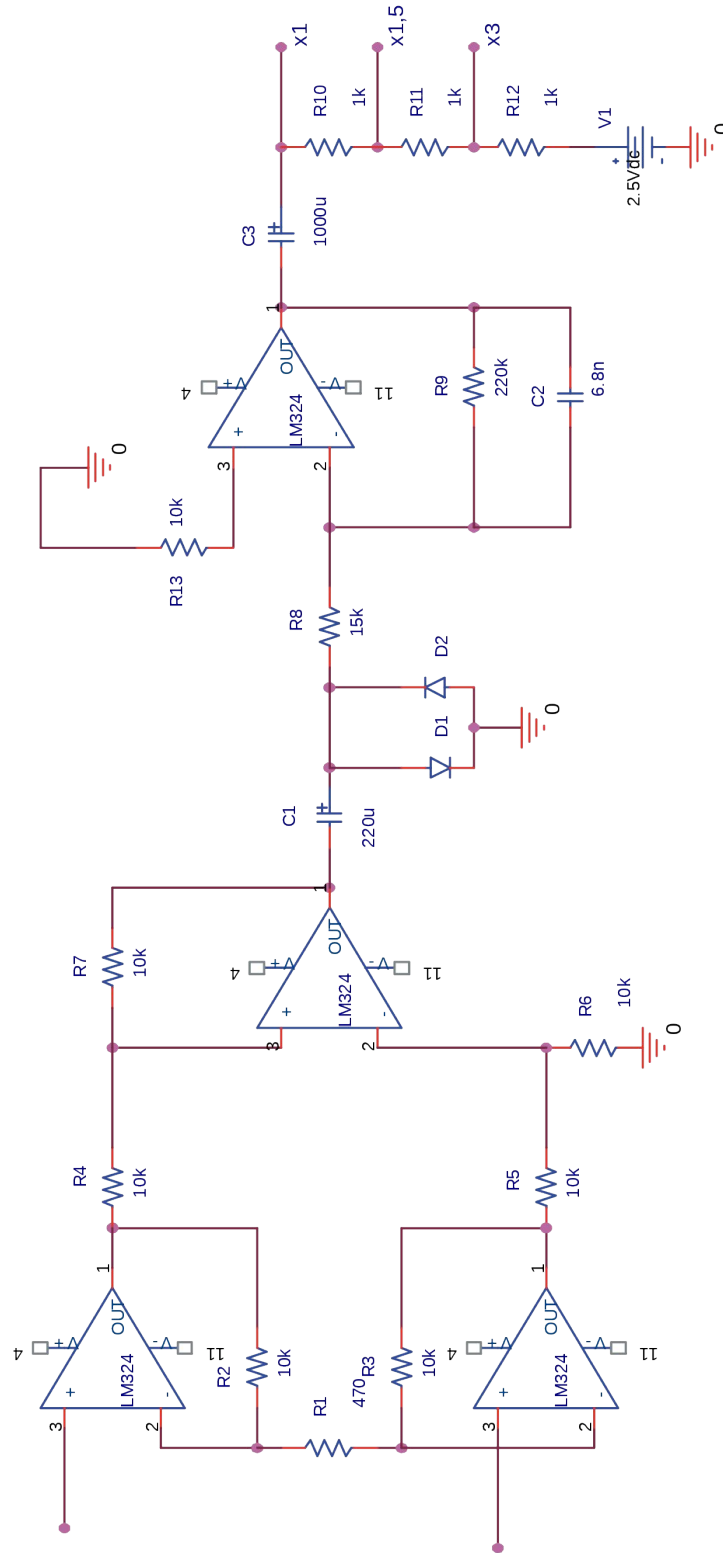 x1
x1,5
x3
R10
1k
R11
1k
R12
1k
V1
+
-
2.5Vdc
0
C3
+
1000u
1
OUT
4
V+
V-
11
LM324
+
-
3
2
R9
220k
C2
6.8n
0
10k
R13
R8
15k
D2
D1
0
C1
+
220u
1
OUT
R7
10k
4
V+
V-
11
LM324
+
-
3
2
R6
10k
0
R4
10k
R5
10k
1
OUT
4
V+
V-
11
LM324
+
-
3
2
R2
10k
R1
470
R3
10k
1
OUT
4
V+
V-
11
LM324
+
-
3
2